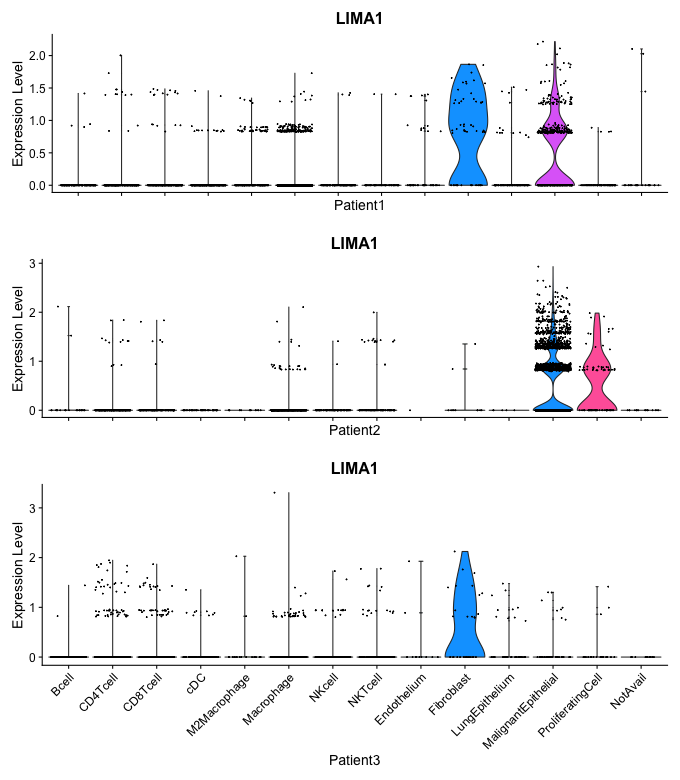 LIMA1
Expression Level
2.0
1.5
1.0
0.5
0.0
Patient1
LIMA1
Expression Level
3
2
1
0
Patient2
LIMA1
Expression Level
3
2
1
0
Bcell
CD4Tcell
CD8Tcell
cDC
M2Macrophage
Macrophage
NKcell
NKTcell
Endothelium
Fibroblast
LungEpithelium
MalignantEpithelial
ProliferatingCell
NotAvail
Patient3